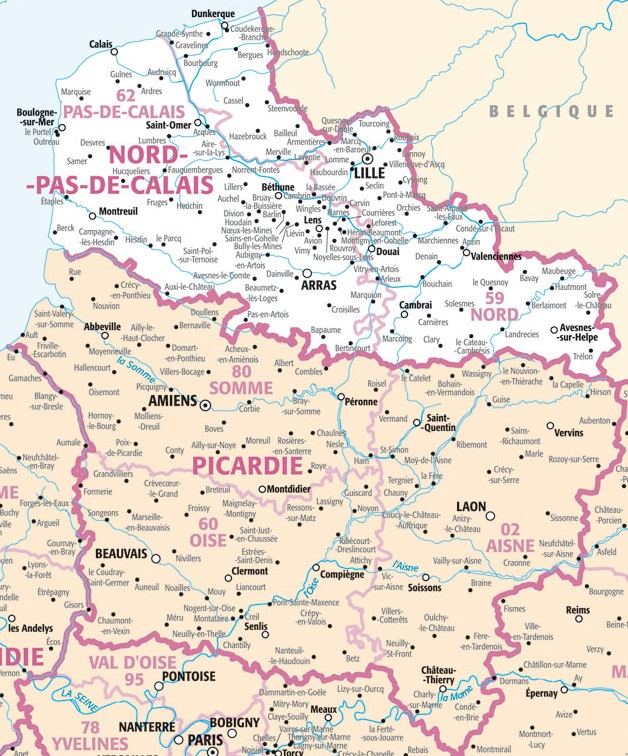 Dunkerque
Grande-Synthe
Coudekerque-
-Branche
Gravelines
Calais
Bergues
Hondschoote
Bourbourg
Guînes
Audruicq
Wormhout
Marquise
Ardres
62
PAS-DE-CALAIS
Cassel
Steenvoorde
BELGIQUE
Boulogne-
-sur-Mer
le Portel
Outreau
Saint-Omer
Arques
Bailleul
Quesnoy-
-sur-Deûle
Tourcoing
Roubaix
Desvres
Lumbres
Hazebrouck
Armentières
Marcq-
-en-Barœul
Aire-
-sur-la-Lys
Merville
Laventie
Lomme
Lannoy
LILLE
Villeneuve-d'Ascq
NORD-
-PAS-DE-CALAIS
Hucqueliers
Fauquembergues
Norrent-Fontes
Haubourdin
Cysoing
Seclin
Étaples
Lillers
Béthune
la Bassée
Pont-à-Marcq
Fruges
Heuchin
Auchel
Bruay-
-la-Buissière
Cambrin
Douvrin
Carvin
Orchies
Saint-Amand-
-les-Eaux
Montreuil
Divion
Barlin
Wingles
Harnes
Courrières
Leforest
Houdain
Lens
Condé-sur-l'Escaut
Nœux-les-Mines
Liévin
Hénin-Beaumont
Berck
Campagne-
-lès-Hesdin
Hesdin
le Parcq
Sains-en-Gohelle
Avion
Rouvroy
Montigny-en-Gohelle
Marchiennes
Anzin
Bully-les-Mines
Vimy
Noyelles-sous-Lens
Douai
Valenciennes
Saint-Pol-
-sur-Ternoise
Aubigny-
-en-Artois
Vitry-en-Artois
Denain
Rue
Crécy-
-en-Ponthieu
Avesnes-le-Comte
Dainville
ARRAS
Arleux
Bouchain
le Quesnoy
Bavay
Maubeuge
Auxi-le-Château
Beaumetz-
-lès-Loges
Marquion
Hautmont
Nouvion
Croisilles
Cambrai
Solesmes
59
NORD
Berlaimont
Solre-
-le-Château
Saint-Valery-
-sur-Somme
Doullens
Pas-en-Artois
Carnières
Abbeville
Ailly-le-
-Haut-Clocher
Bernaville
Bapaume
Marcoing
Clary
le Cateau-
-Cambrésis
Landrecies
Avesnes-
-sur-Helpe
Ault
Friville-
-Escarbotin
Moyenneville
Domart-
-en-Ponthieu
Acheux-
-en-Amiénois
Bertincourt
Trélon
Eu
Hallencourt
la Somme
Villers-Bocage
80
SOMME
Albert
Combles
Roisel
le Catelet
Wassigny
le Nouvion-
-en-Thiérache
Gamaches
Picquigny
Bohain-
-en-Vermandois
la Capelle
Hirson
Blangy-
-sur-Bresle
Oisemont
AMIENS
Corbie
Bray-
-sur-Somme
Péronne
Guise
Hornoy-
-le-Bourg
Molliens-
-Dreuil
Boves
Vermand
Saint-
-Quentin
Vervins
Aumale
Poix-
-de-Picardie
Conty
Ailly-sur-Noye
Moreuil
Rosières-
-en-Santerre
Chaulnes
Nesle
Ribemont
Sains-
-Richaumont
Neufchâtel-
-en-Bray
St-Simon
Ham
Moÿ-de-l'Aisne
Marle
Rozoy-sur-Serre
PICARDIE
Roye
la Fère
Crécy-
-sur-Serre
Grandvilliers
Formerie
Crèvecœur-
-le-Grand
Breteuil
Montdidier
Guiscard
Tergnier
Chauny
Forges-les-Eaux
Songeons
Marseille-
-en-Beauvaisis
Froissy
Maignelay-
-Montigny
Ressons-
-sur-Matz
Lassigny
Noyon
LAON
Argueil
60
OISE
Saint-Just-
-en-Chaussée
Coucy-le-Château-
-Auffrique
Anizy-
-le-Château
Sissonne
Château-
-Porcien
Gournay-
-en-Bray
BEAUVAIS
Nivillers
Estrées-
-Saint-Denis
Ribécourt-
-Dreslincourt
02
AISNE
Neufchâtel-
-sur-Aisne
Asfeld
Lyons-
-la-Forêt
le Coudray-
-Saint-Germer
Clermont
Compiègne
Attichy
l'Aisne
Vailly-sur-Aisne
Craonne
Étrépagny
Auneuil
Noailles
Mouy
Liancourt
l'Oise
Vic-
-sur-Aisne
Soissons
Bourgogne
Gisors
Nogent-sur-Oise
Pont-Sainte-Maxence
Fismes
Reims
les Andelys
Chaumont-
-en-Vexin
Méru
Montataire
Creil
Crépy-
-en-Valois
Villers-
-Cotterêts
Oulchy-
-le-Château
Ville-
-en-Tardenois
Écos
Neuilly-en-Thelle
Senlis
Chantilly
Neuilly-
-St-Front
Fère-
-en-Tardenois
VAL D'OISE
95
Nanteuil-
-le-Haudouin
Betz
Châtillon-sur-Marne
LA SEINE
PONTOISE
Dammartin-en-Goële
Lizy-sur-Ourcq
Château-
-Thierry
Dormans
Ay
Mitry-Mory
Charly-
-sur-Marne
la Marne
Épernay
78
YVELINES
NANTERRE
BOBIGNY
PARIS
Claye-Souilly
Meaux
la Ferté-
-sous-Jouarre
Condé-
-en-Brie
Avize
Chelles
Torcy
Lagny-sur-Marne
Crécy-la-Chapelle
Rebais
Montmirail
Montmort-
Vertus